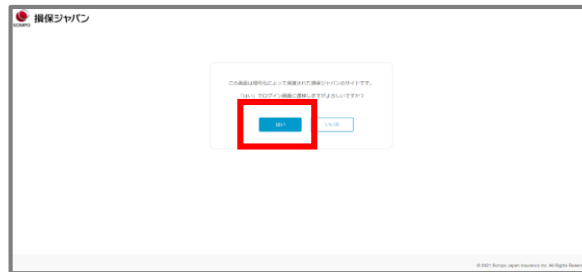 損保ジャパン
SOMPO
この画面は暗号化によって保護された損保ジャパンのサイトです。
「はい」でログイン画面に遷移しますがよろしいですか？
はい
いいえ
© 2021 Sompo Japan Insurance Inc. All Rights Reserved